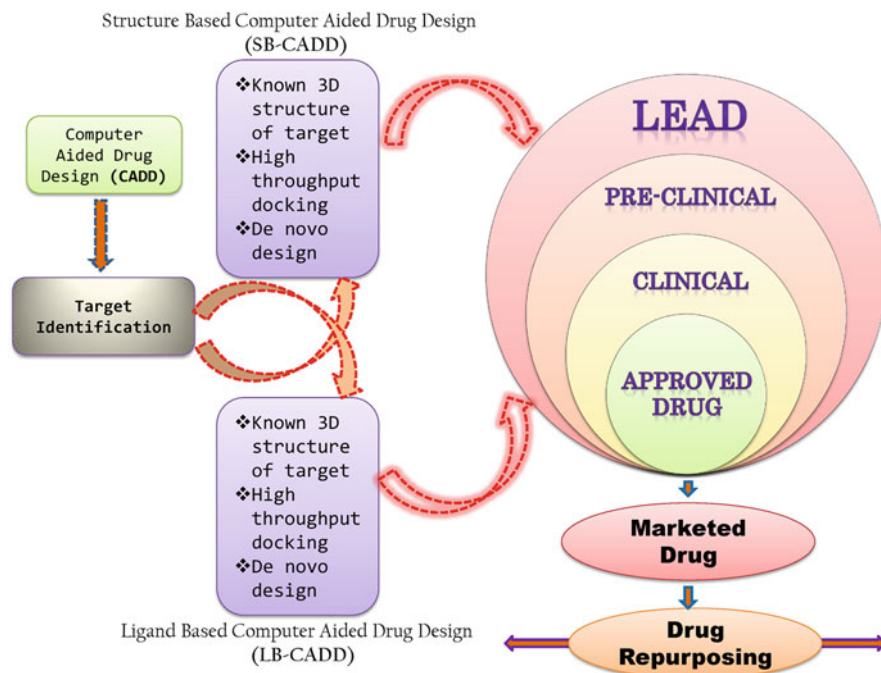 Structure Based Computer Aided Drug Design
(SB-CADD)
❖Known 3D
structure
of target
❖High
throughput
docking
❖De novo
design
Computer
Aided Drug
Design (CADD)
Target
Identification
❖Known 3D
structure
of target
❖High
throughput
docking
❖De novo
design
Ligand Based Computer Aided Drug Design
(LB-CADD)
LEAD
PRE-CLINICAL
CLINICAL
APPROVED
DRUG
Marketed
Drug
Drug
Repurposing